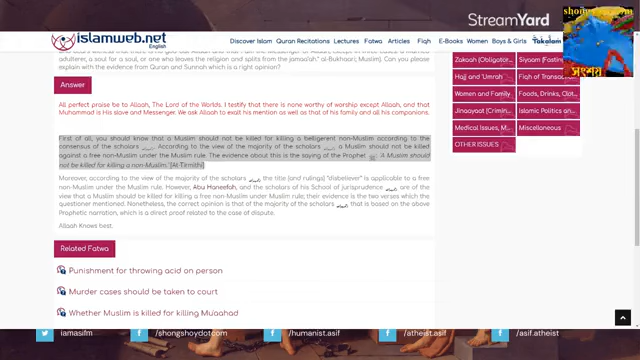 StreamYard
shongshoy
সংশয়
islamweb.net
English
Discover Islam Quran Recitations Lectures Fatwa Articles Fiqh E-Books Women Boys & Girls
adulterer, a soul for a soul, or one who leaves the religion and splits from the jamaa'ah." al-Bukhaari; Muslim). Can you
please explain with the evidence from Quran and Sunnah which is a right opinion?
Zakaah (Obligator... Siyaam (Fasting
Hajj and 'Umrah Fiqh of Transac
Women and Family Foods, Drinks, Clot...
Jinaayaat (Crimin... Islamic Politics an
Medical Issues, M... Miscellaneous
OTHER ISSUES
Answer
All perfect praise be to Allaah, The Lord of the Worlds. I testify that there is none worthy of worship except Allaah, and that
Muhammad is His slave and Messenger. We ask Allaah to exalt his mention as well as that of his family and all his companions.
First of all, you should know that a Muslim should not be killed for killing a belligerent non-Muslim according to the
consensus of the scholars. According to the view of the majority of the scholars a Muslim should not be killed
against a free non-Muslim under the Muslim rule. The evidence about this is the saying of the Prophet : "A Muslim should
not be killed for killing a non-Muslim."[At-Tirmithi]
Moreover, according to the view of the majority of the scholars the title (and rulings) "disbeliever" is applicable to a free
non-Muslim under the Muslim rule. However, Abu Haneefah, and the scholars of his School of jurisprudence are of the
view that a Muslim should be killed for killing a free non-Muslim under Muslim rule; their evidence is the two verses which the
questioner mentioned. Nonetheless, the correct opinion is that of the majority of the scholars that is based on the above
Prophetic narration, which is a direct proof related to the case of dispute.
Allaah Knows best.
Related Fatwa
Punishment for throwing acid on person
Murder cases should be taken to court
Whether Muslim is killed for killing Mu'aahad
iamasifm /shongshoydotcom /humanist.asif /atheist.asif /asif.atheist